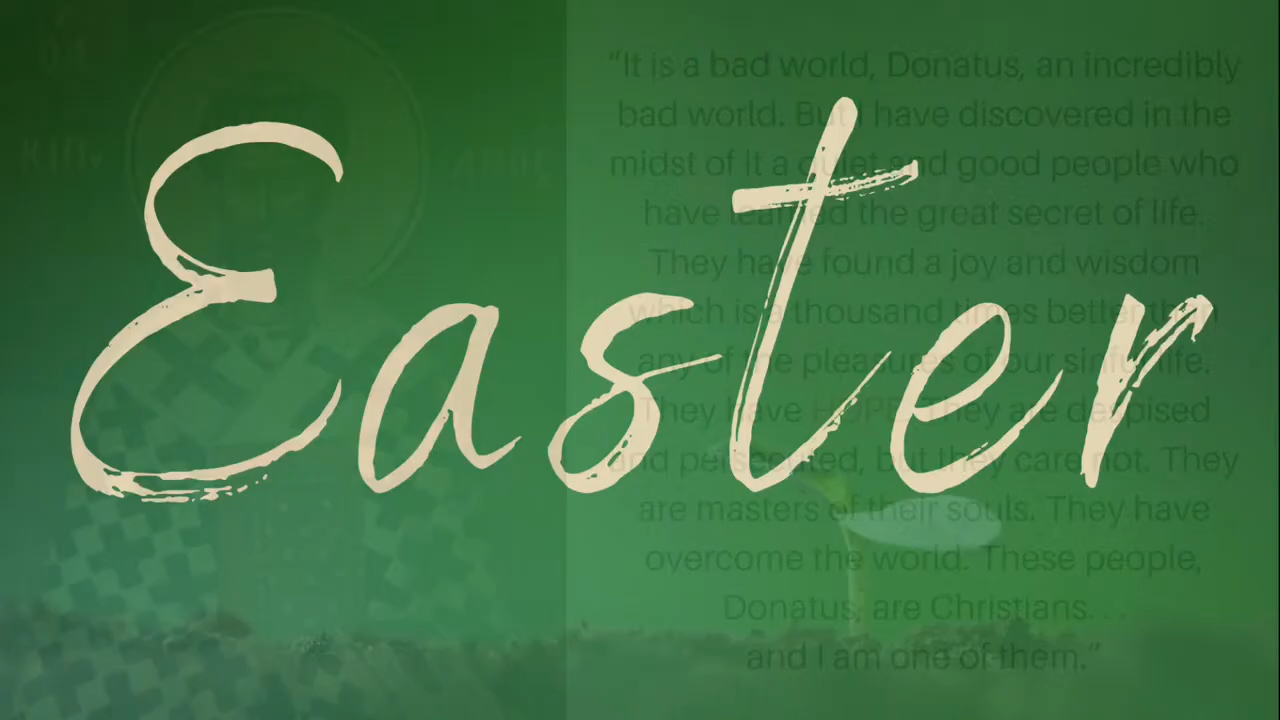 Easter
"It is a bad world, Donatus, an incredibly
bad world. But I have discovered in the
midst of it a quiet and good people who
have learned the great secret of life.
They have found a joy and wisdom
which is a thousand times better than
any of the pleasures of our sinful life.
They have HOPE. They are despised
and persecuted, but they care not. They
are masters of their souls. They have
overcome the world. These people,
Donatus, are Christians. . .
and I am one of them."